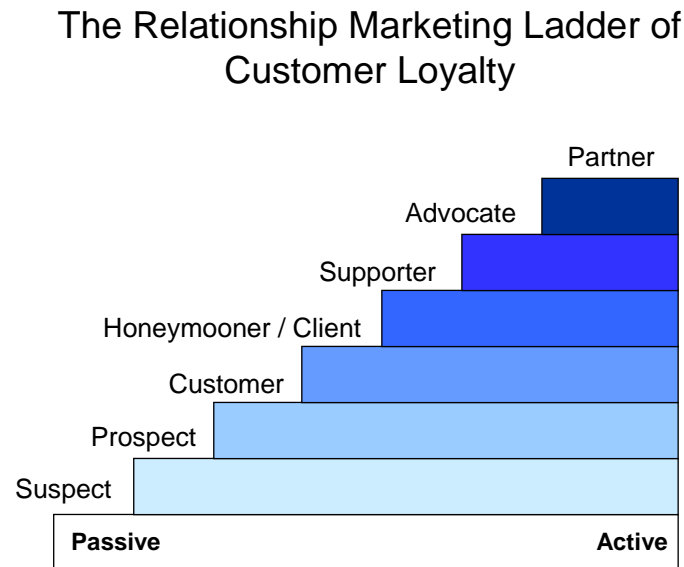 The Relationship Marketing Ladder of
Customer Loyalty
Partner
Advocate
Supporter
Honeymooner / Client
Customer
Prospect
Suspect
Passive Active